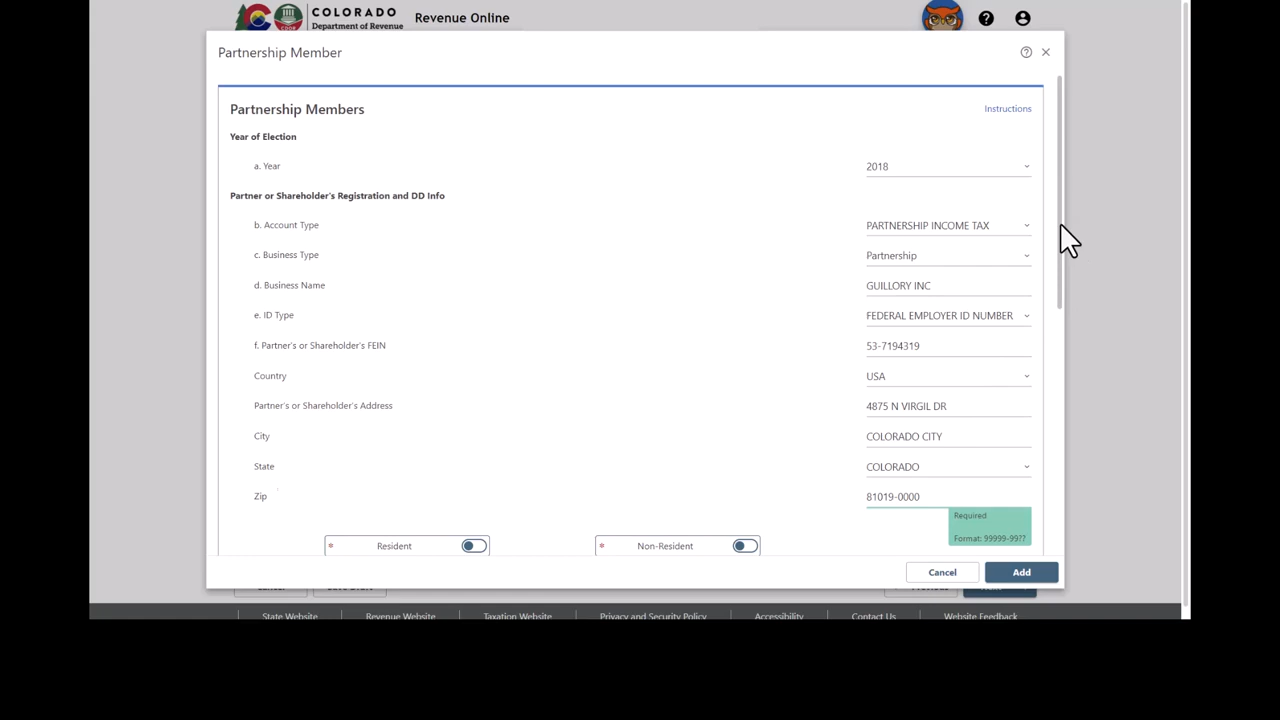 COLORADO
Department of Revenue
Revenue Online
Partnership Member
Partnership Members
Instructions
Year of Election
a. Year
2018
Partner or Shareholder's Registration and DD Info
b. Account Type
PARTNERSHIP INCOME TAX
c. Business Type
Partnership
d. Business Name
GUILLORY INC
e. ID Type
FEDERAL EMPLOYER ID NUMBER
f. Partner's or Shareholder's FEIN
53-7194319
Country
USA
Partner's or Shareholder's Address
4875 N VIRGIL DR
City
COLORADO CITY
State
COLORADO
Zip
81019-0000
Required
Format: 99999-99??
* Resident
* Non-Resident
Cancel
Add
State Website
Revenue Website
Taxation Website
Privacy and Security Policy
Accessibility
Contact Us
Website Feedback